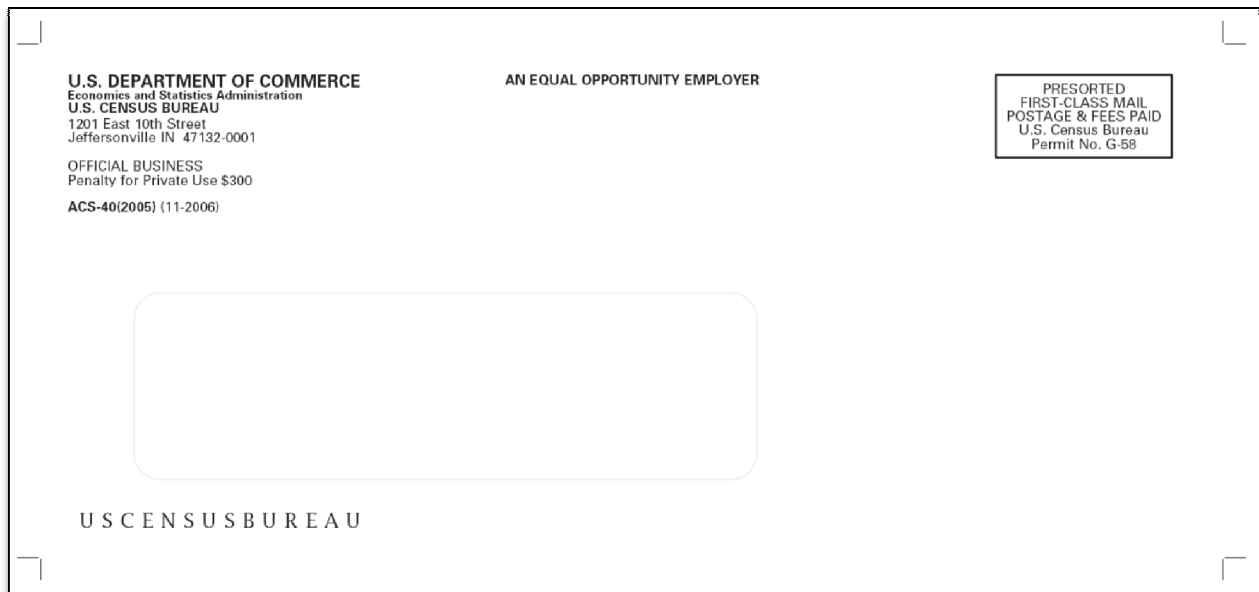 U.S. DEPARTMENT OF COMMERCE
Economics and Statistics Administration
U.S. CENSUS BUREAU
1201 East 10th Street
Jeffersonville IN 47132-0001
OFFICIAL BUSINESS
Penalty for Private Use $300
ACS-40(2005) (11-2006)
AN EQUAL OPPORTUNITY EMPLOYER
PRESORTED
FIRST-CLASS MAIL
POSTAGE & FEES PAID
U.S. Census Bureau
Permit No. G-58
USCENSUSBUREAU